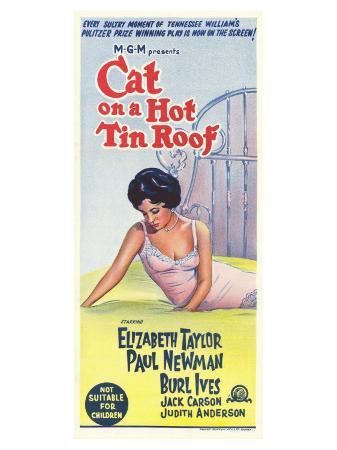 EVERY SULTRY MOMENT OF TENNESSEE WILLIAM'S
PULITZER PRIZE WINNING PLAY IS NOW ON THE SCREEN!
M-G-M presents
Cat
on a Hot
Tin Roof
STARRING
ELIZABETH TAYLOR
PAUL NEWMAN
BURL IVES
JACK CARSON
JUDITH ANDERSON
NOT
SUITABLE
FOR
CHILDREN